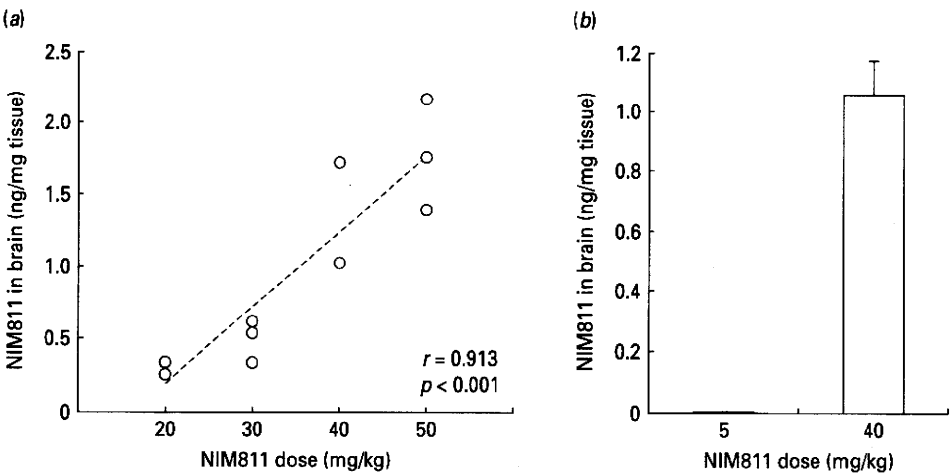 (a)
NIM811 in brain (ng/mg tissue)
2.5
2.0
1.5
1.0
0.5
0
r = 0.913
p < 0.001
20 30 40 50
NIM811 dose (mg/kg)
(b)
NIM811 in brain (ng/mg tissue)
1.2
1.0
0.8
0.6
0.4
0.2
0
5 40
NIM811 dose (mg/kg)